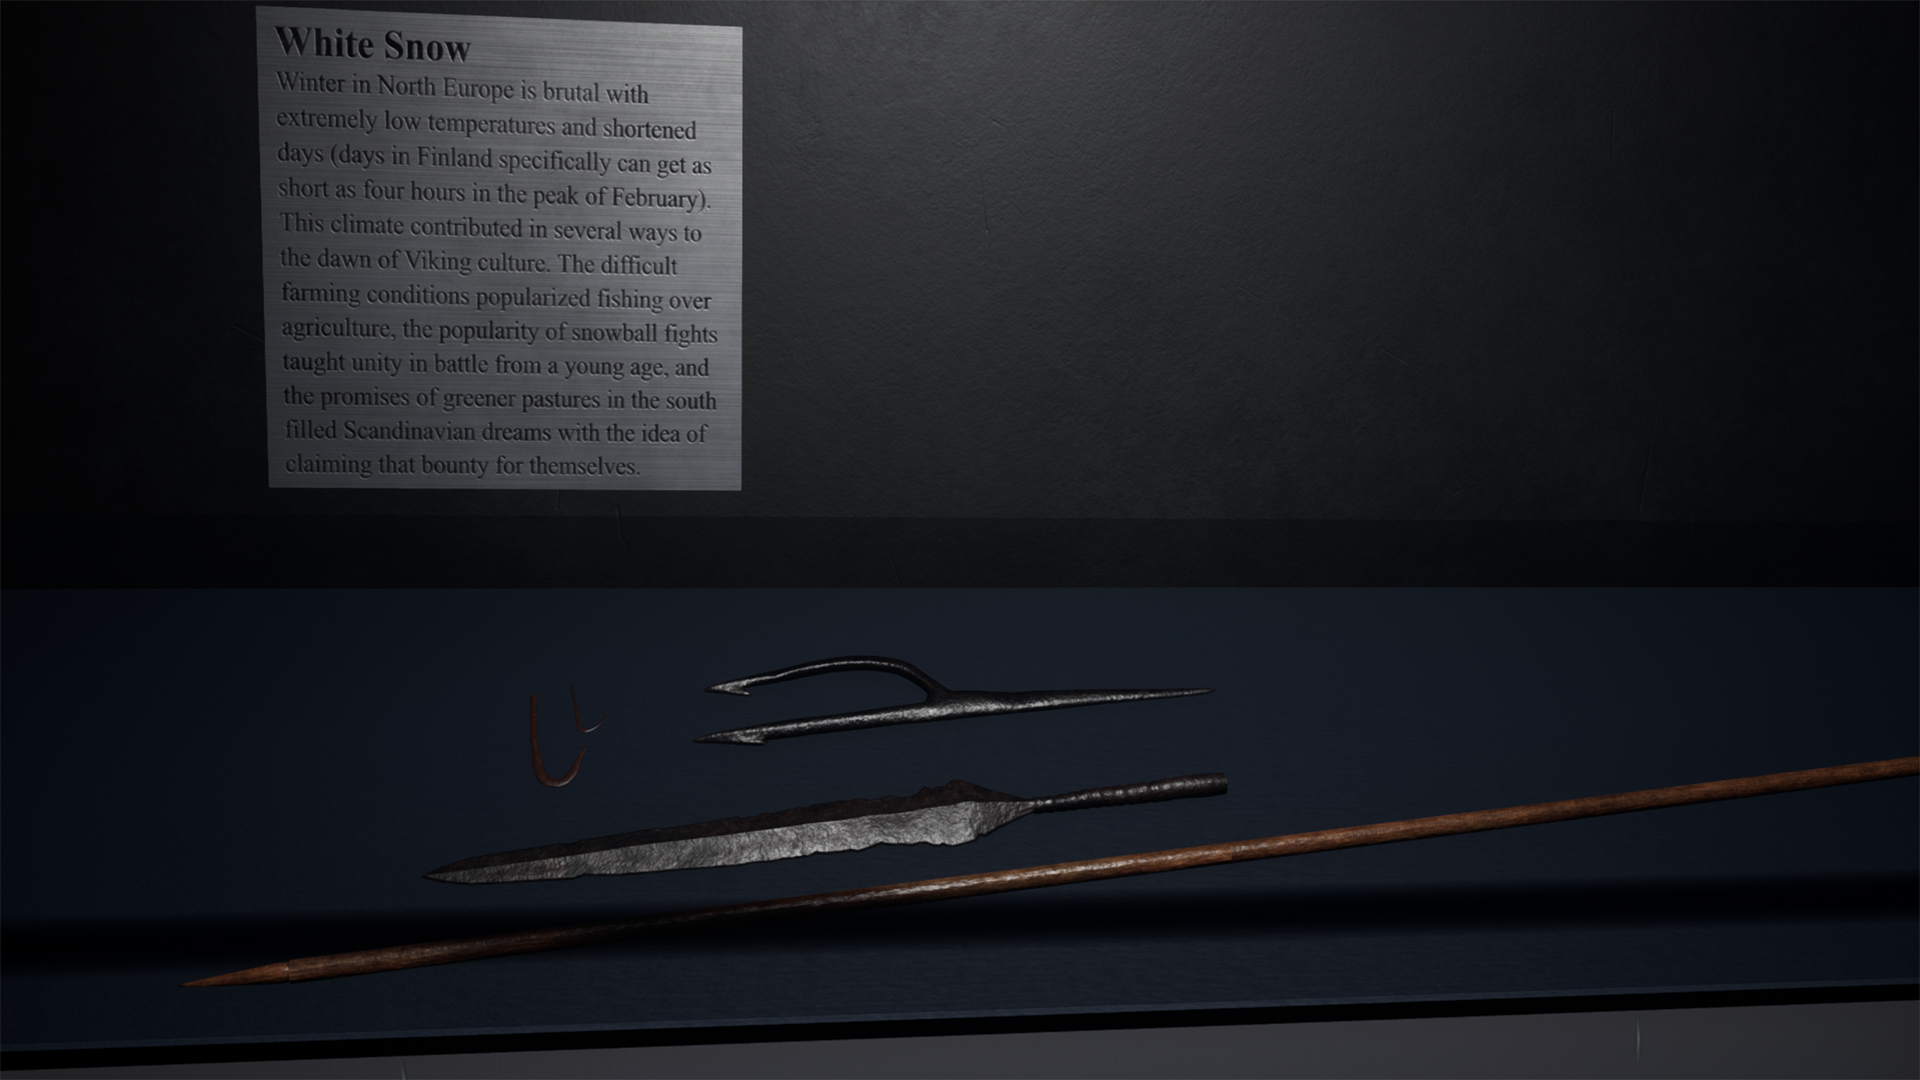 White Snow
Winter in North Europe is brutal with
extremely low temperatures and shortened
days (days in Finland specifically can get as
short as four hours in the peak of February).
This climate contributed in several ways to
the dawn of Viking culture. The difficult
farming conditions popularized fishing over
agriculture, the popularity of snowball fights
taught unity in battle from a young age, and
the promises of greener pastures in the south
filled Scandinavian dreams with the idea of
claiming that bounty for themselves.